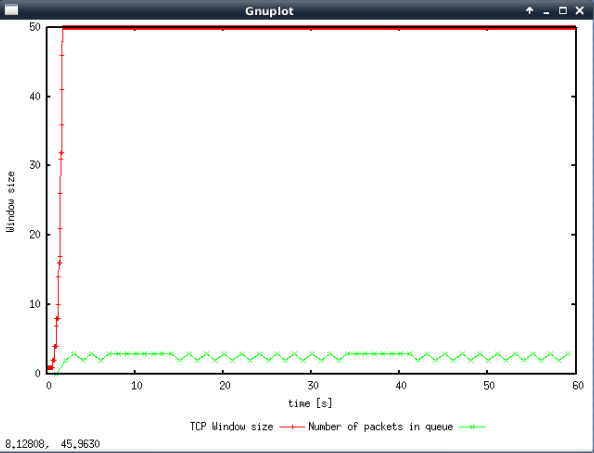 Gnuplot
50
40
30
20
10
0
Window size
0 10 20 30 40 50 60
time [s]
TCP Window size Number of packets in queue
8.12808, 45.9630